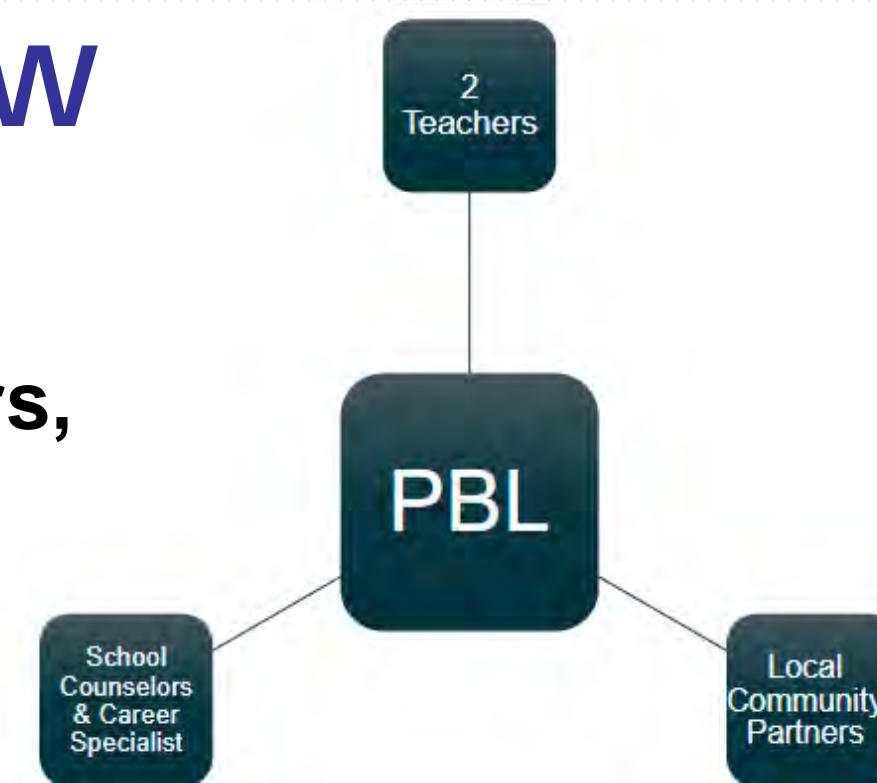 w
2
Teachers
rs,
PBL
School
Counselors
& Career
Specialist
Local
Community
Partners